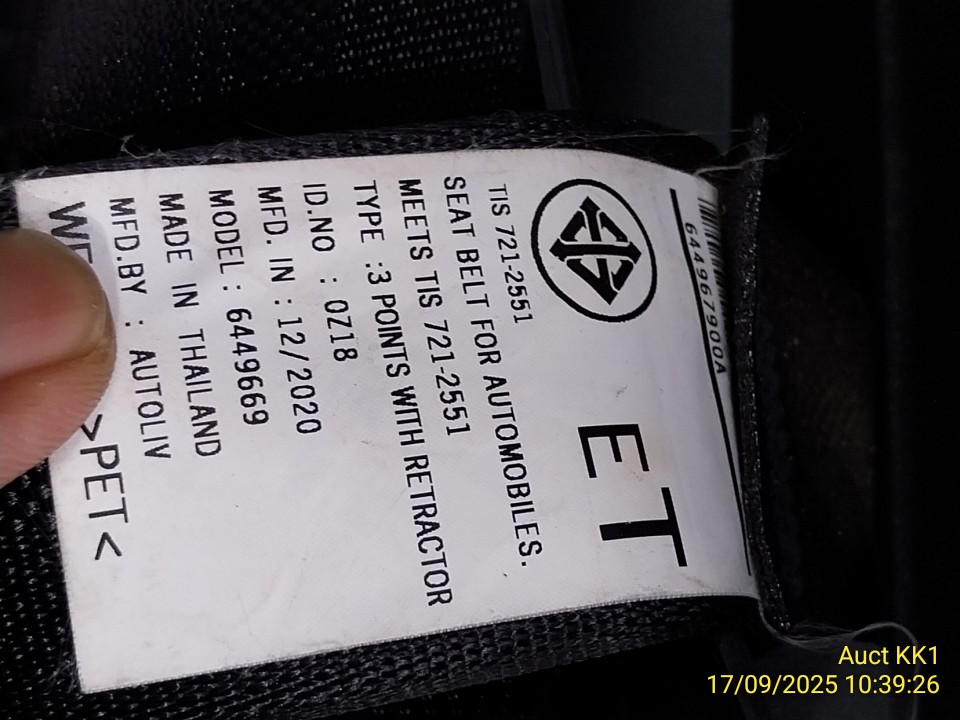 644967900A
ET
TIS 721-2551
SEAT BELT FOR AUTOMOBILES.
MEETS TIS 721-2551
TYPE :3 POINTS WITH RETRACTOR
ID.NO : 0Z18
MFD. IN : 12/2020
MODEL : 6449669
MADE IN THAILAND
MFD.BY : AUTOLIV
>PET<
Auct KK1
17/09/2025 10:39:26